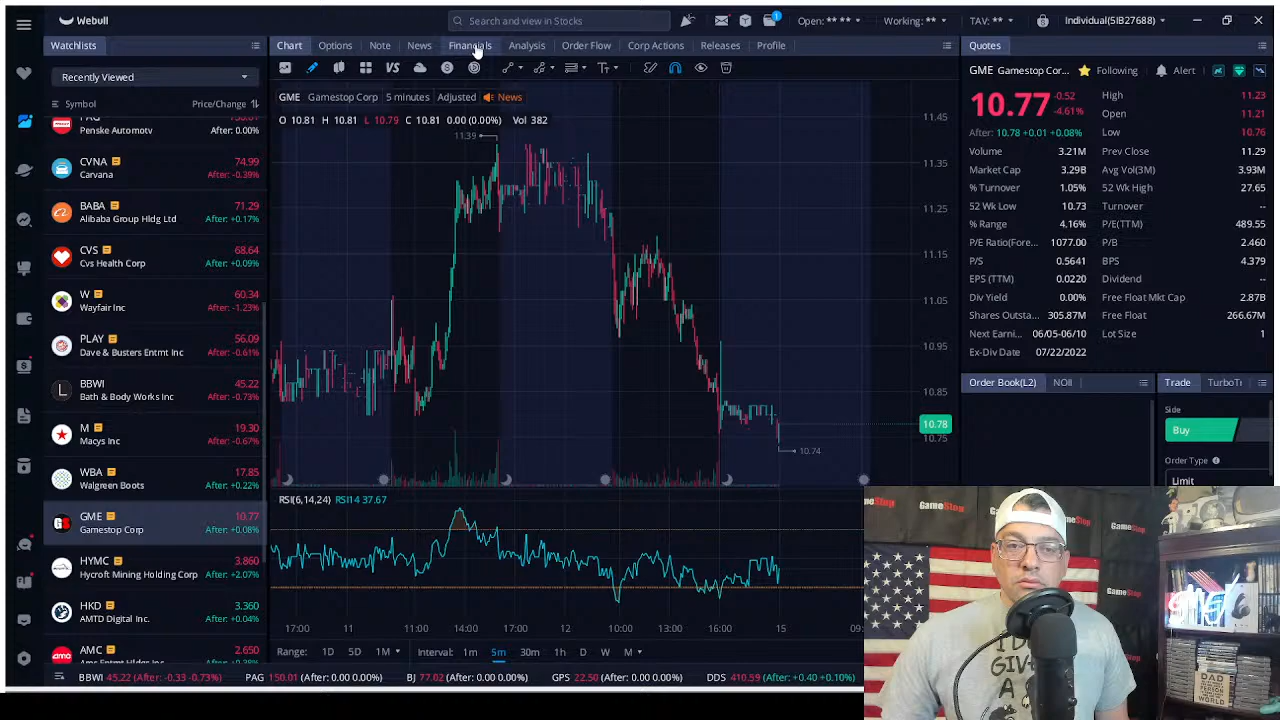 Webull
Search and view in Stocks
1
Open: ** **
Working: ** **
TAV: ** **
Individual(5IB27688)
Watchlists
Chart
Options
Note
News
Financials
Analysis
Order Flow
Corp Actions
Releases
Profile
Quotes
Recently Viewed
Symbol
Price/Change
Penske Automotv
After: 0.00%
CVNA
74.99
Carvana
After: -0.39%
BABA
71.29
Alibaba Group Hldg Ltd
After: +0.17%
CVS
68.64
Cvs Health Corp
After: +0.09%
W
60.34
Wayfair Inc
After: -1.23%
PLAY
56.09
Dave & Busters Entmt Inc
After: -0.61%
BBWI
45.22
Bath & Body Works Inc
After: -0.73%
M
19.30
Macys Inc
After: -0.67%
WBA
17.85
Walgreen Boots
After: +0.22%
GME
10.77
Gamestop Corp
After: +0.08%
HYMC
3.860
Hycroft Mining Holding Corp
After: +2.07%
HKD
3.360
AMTD Digital Inc.
After: +0.04%
AMC
2.650
VS
GME Gamestop Corp 5 minutes Adjusted News
O 10.81 H 10.81 L 10.79 C 10.81 0.00 (0.00%) Vol 382
11.39
11.45
11.35
11.25
11.15
11.05
10.95
10.85
10.78
10.75
10.74
RSI(6,14,24) RSI14 37.67
17:00 11 11:00 14:00 17:00 12 10:00 13:00 16:00 15 09:
Range: 1D 5D 1M
Interval: 1m 5m 30m 1h D W M
BBWI 45.22 (After: -0.33 -0.73%)
PAG 150.01 (After: 0.00 0.00%)
BJ 77.02 (After: 0.00 0.00%)
GPS 22.50 (After: 0.00 0.00%)
DDS 410.59 (After: +0.40 +0.10%)
GME Gamestop Cor...
Following
Alert
10.77
-0.52
-4.61%
High 11.23
Open 11.21
After: 10.78 +0.01 +0.08%
Low 10.76
Volume 3.21M
Prev Close 11.29
Market Cap 3.29B
Avg Vol(3M) 3.93M
% Turnover 1.05%
52 Wk High 27.65
52 Wk Low 10.73
Turnover --
% Range 4.16%
P/E(TTM) 489.55
P/E Ratio(Fore... 1077.00
P/B 2.460
P/S 0.5641
BPS 4.379
EPS (TTM) 0.0220
Dividend --
Div Yield 0.00%
Free Float Mkt Cap 2.87B
Shares Outsta... 305.87M
Free Float 266.67M
Next Earni... 06/05-06/10
Lot Size 1
Ex-Div Date 07/22/2022
Order Book(L2)
NOII
Trade
TurboTr
Side
Buy
Order Type
Limit
GameStop
GameStop
GameStop
GameStop
DAD